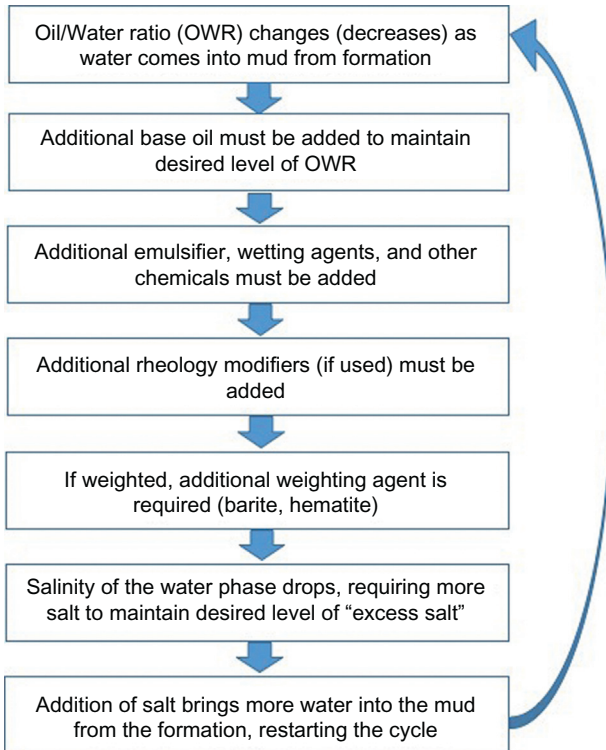 Oil/Water ratio (OWR) changes (decreases) as
water comes into mud from formation
Additional base oil must be added to maintain
desired level of OWR
Additional emulsifier, wetting agents, and other
chemicals must be added
Additional rheology modifiers (if used) must be
added
If weighted, additional weighting agent is
required (barite, hematite)
Salinity of the water phase drops, requiring more
salt to maintain desired level of “excess salt”
Addition of salt brings more water into the mud
from the formation, restarting the cycle